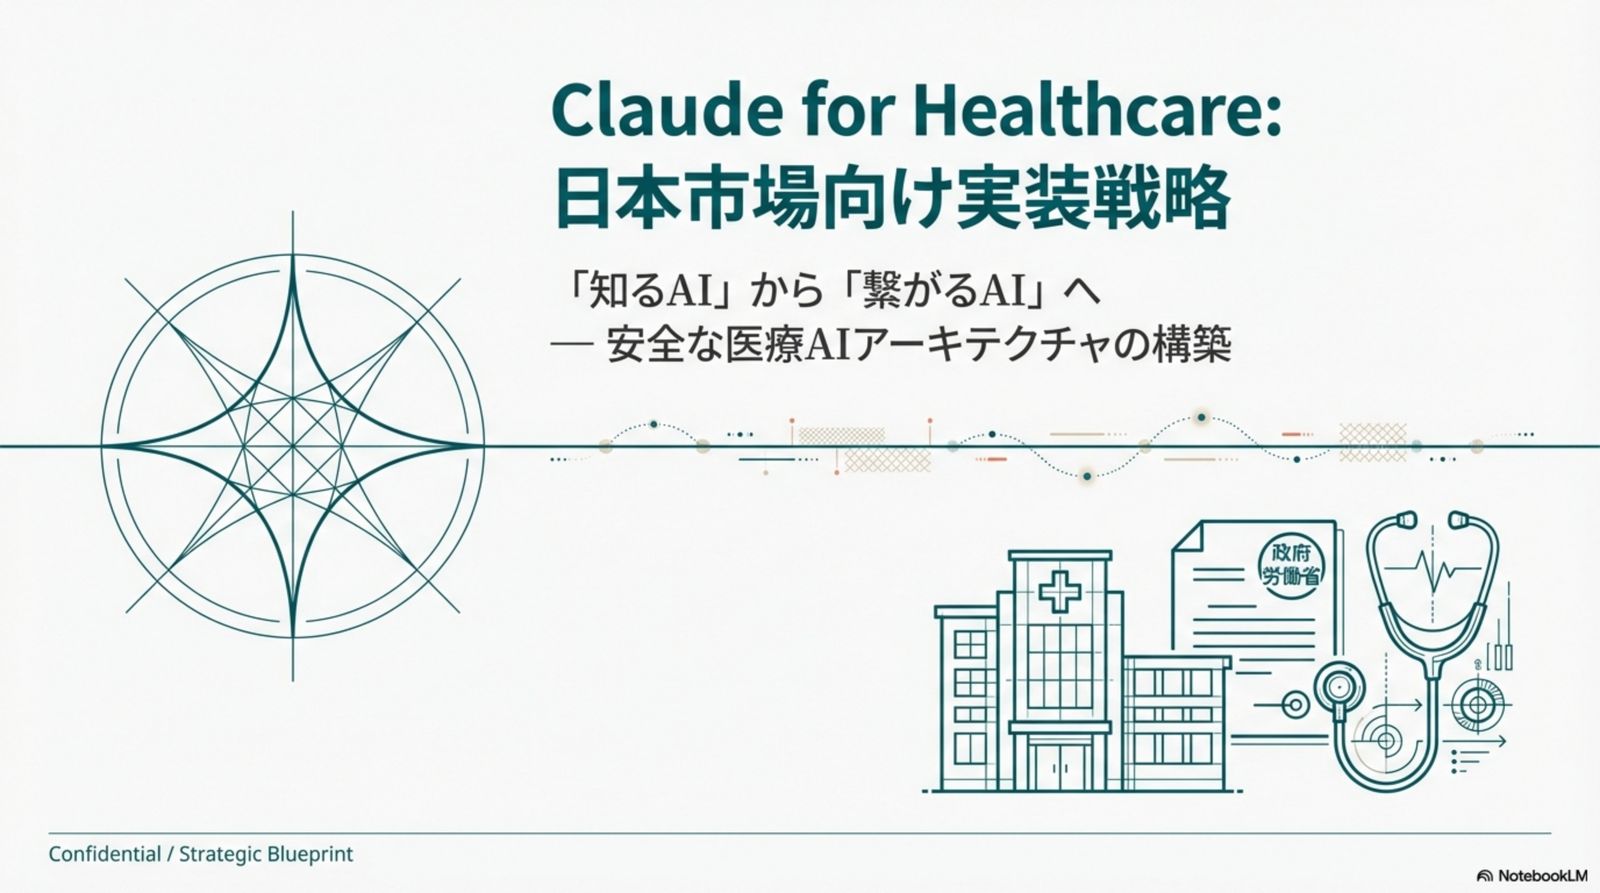 Claude for Healthcare:
日本市場向け実装戦略
「知るAI」から「繋がるAI」へ
— 安全な医療AIアーキテクチャの構築
政府
労働省
Confidential / Strategic Blueprint
NotebookLM